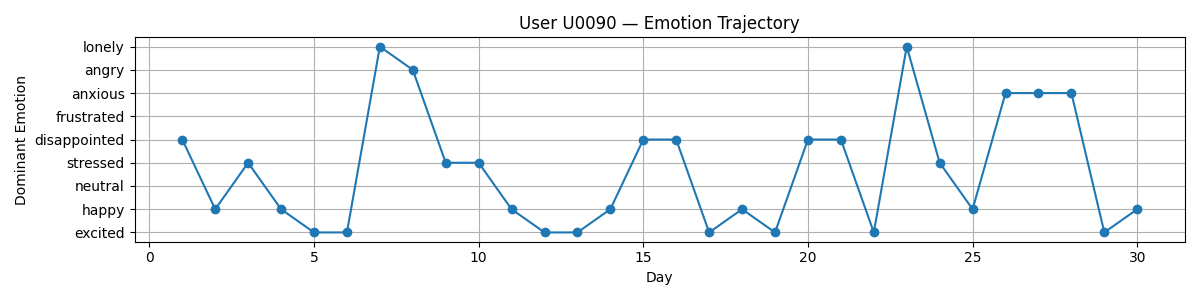 User U0090 — Emotion Trajectory
Dominant Emotion
lonely
angry
anxious
frustrated
disappointed
stressed
neutral
happy
excited
0 5 10 15 20 25 30
Day